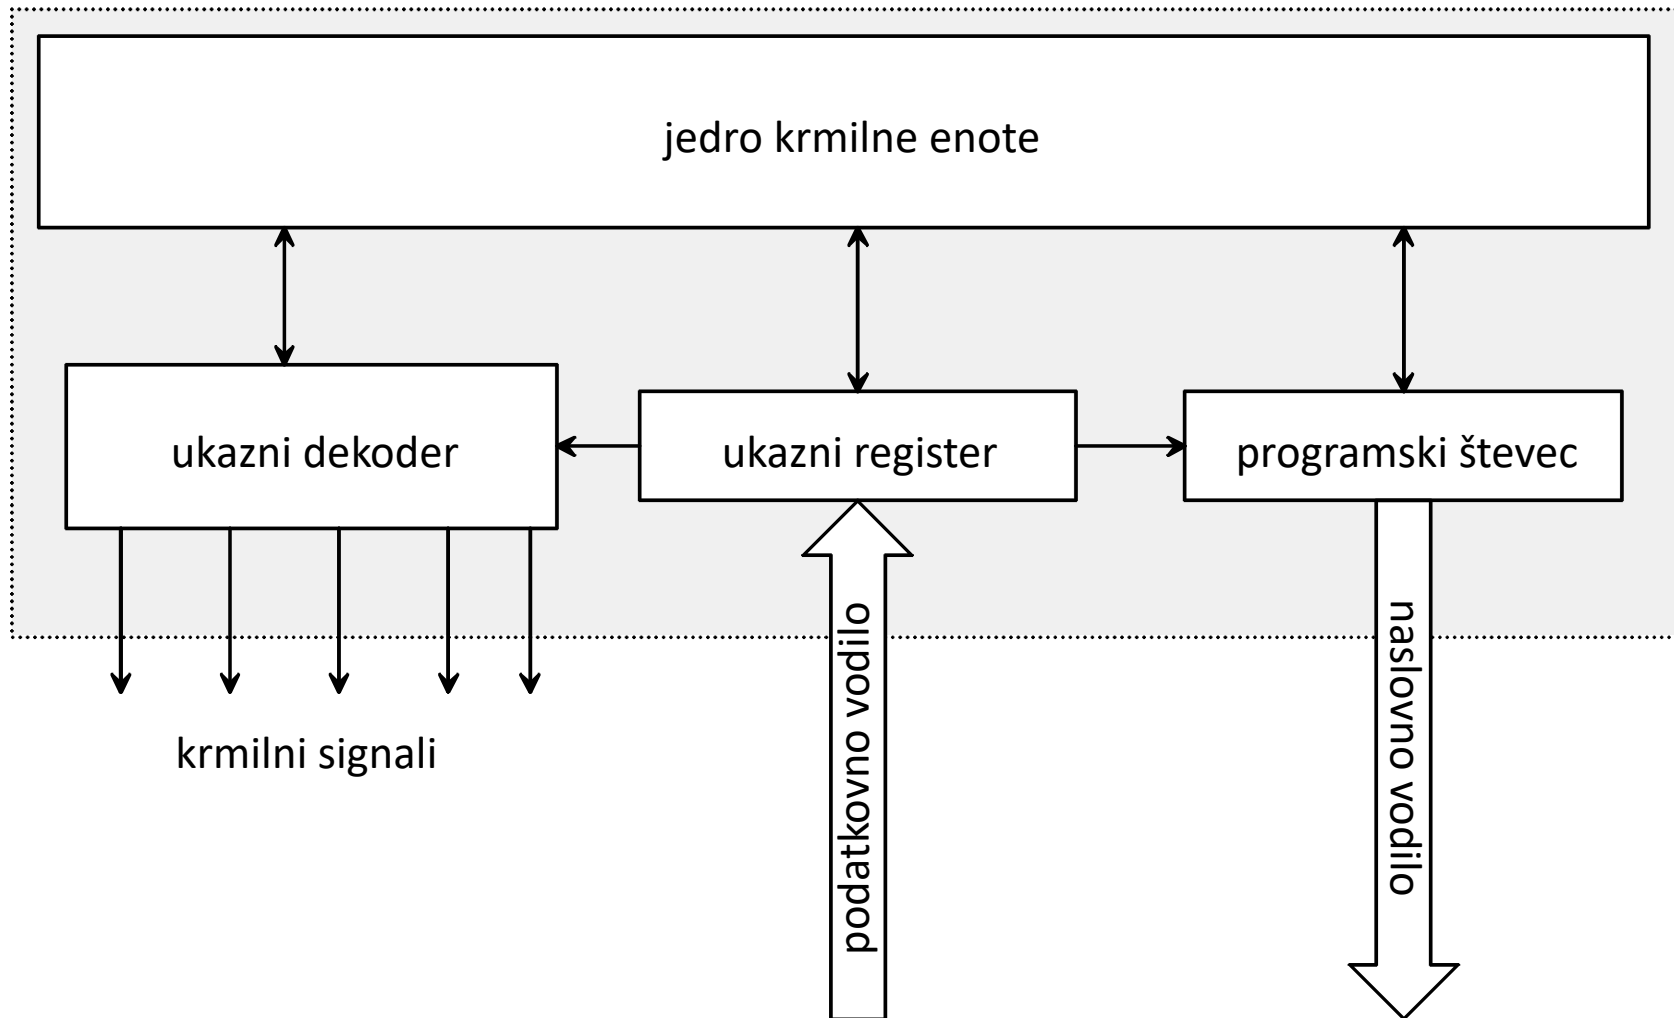 jedro krmilne enote
ukazni dekoder
ukazni register
programski števec
krmilni signali
podatkovno vodilo
naslovno vodilo